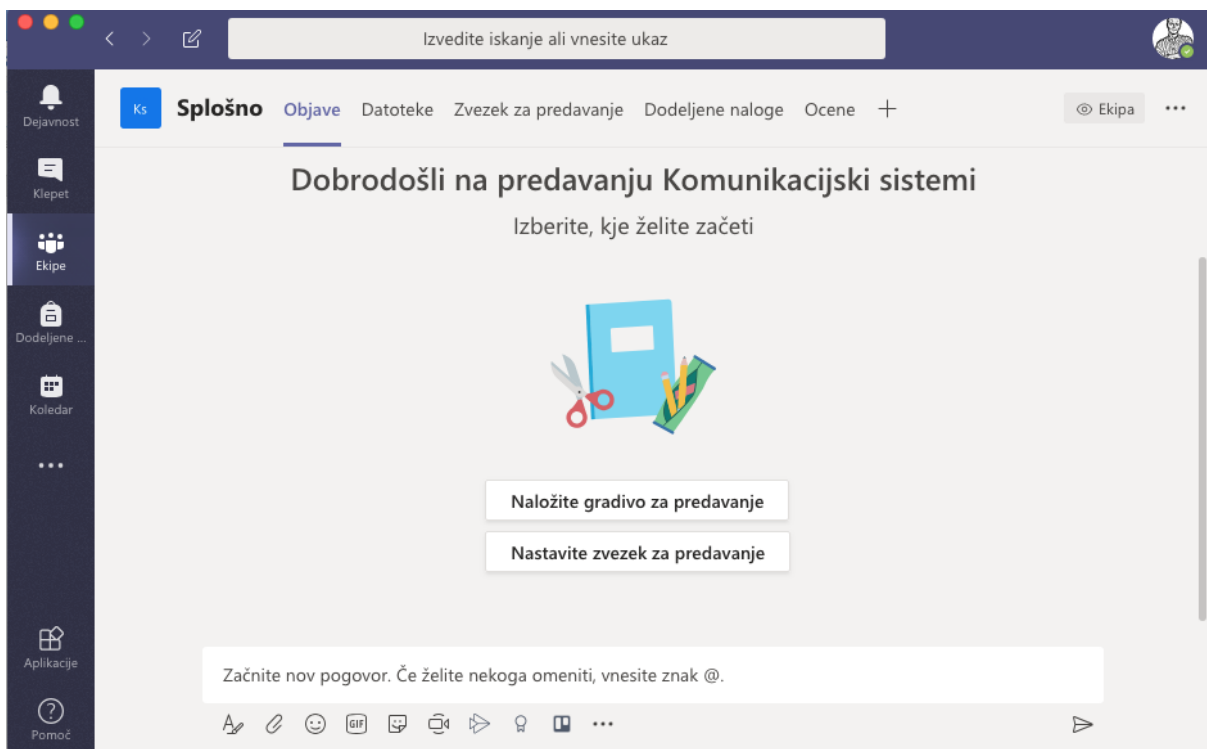 Izvedite iskanje ali vnesite ukaz
Dejavnost
Klepet
Ekipe
Dodeljene ...
Koledar
Aplikacije
Pomoč
Ks Splošno Objave Datoteke Zvezek za predavanje Dodeljene naloge Ocene Ekipa
Dobrodošli na predavanju Komunikacijski sistemi
Izberite, kje želite začeti
Naložite gradivo za predavanje
Nastavite zvezek za predavanje
Začnite nov pogovor. Če želite nekoga omeniti, vnesite znak @.
GIF